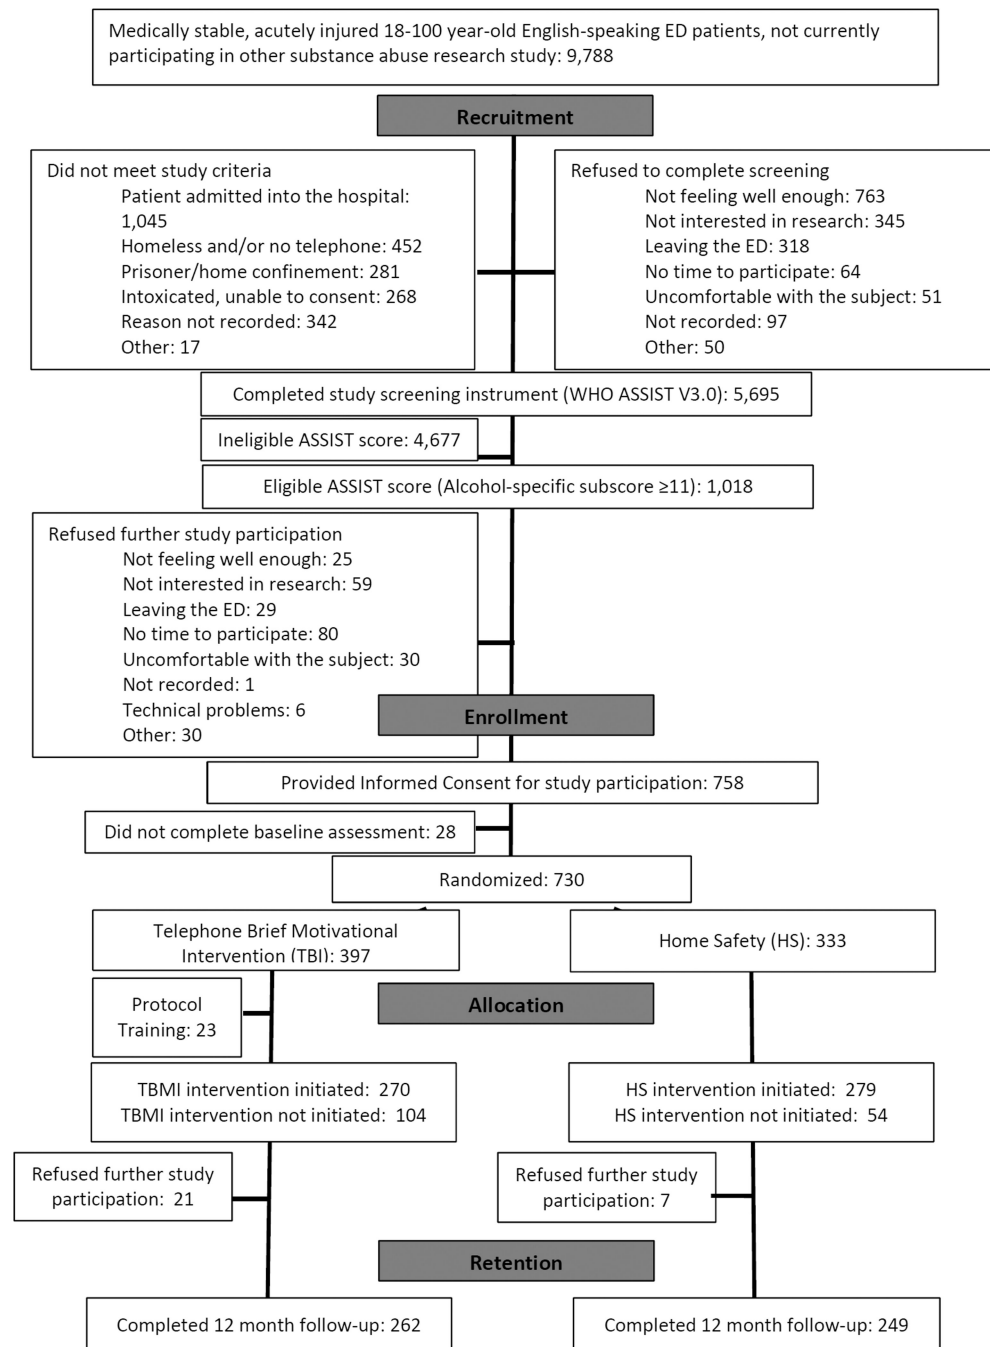 Medically stable, acutely injured 18-100 year-old English-speaking ED patients, not currently
participating in other substance abuse research study: 9,788
Recruitment
Did not meet study criteria
Patient admitted into the hospital:
1,045
Homeless and/or no telephone: 452
Prisoner/home confinement: 281
Intoxicated, unable to consent: 268
Reason not recorded: 342
Other: 17
Refused to complete screening
Not feeling well enough: 763
Not interested in research: 345
Leaving the ED: 318
No time to participate: 64
Uncomfortable with the subject: 51
Not recorded: 97
Other: 50
Completed study screening instrument (WHO ASSIST V3.0): 5,695
Ineligible ASSIST score: 4,677
Eligible ASSIST score (Alcohol-specific subscore ≥11): 1,018
Refused further study participation
Not feeling well enough: 25
Not interested in research: 59
Leaving the ED: 29
No time to participate: 80
Uncomfortable with the subject: 30
Not recorded: 1
Technical problems: 6
Other: 30
Enrollment
Provided Informed Consent for study participation: 758
Did not complete baseline assessment: 28
Randomized: 730
Telephone Brief Motivational
Intervention (TBI): 397
Home Safety (HS): 333
Protocol
Training: 23
Allocation
TBMI intervention initiated: 270
TBMI intervention not initiated: 104
HS intervention initiated: 279
HS intervention not initiated: 54
Refused further study
participation: 21
Refused further study
participation: 7
Retention
Completed 12 month follow-up: 262
Completed 12 month follow-up: 249